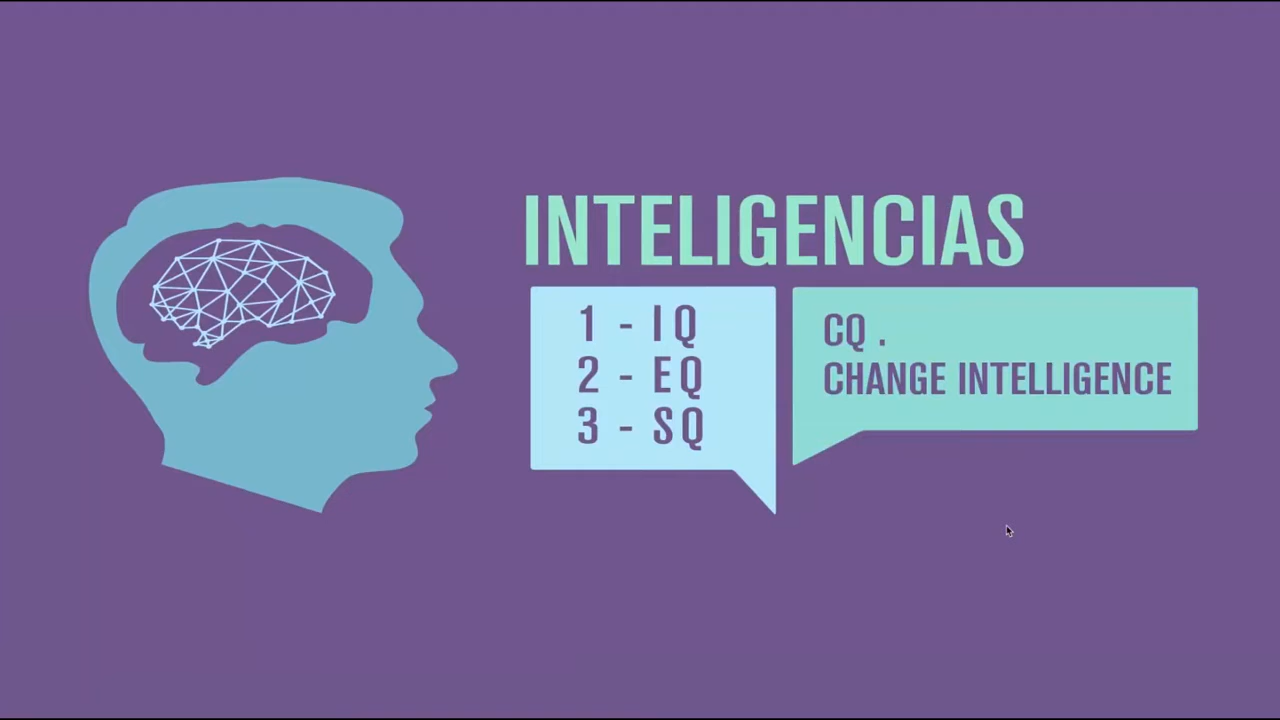 INTELIGENCIAS
1 - IQ
2 - EQ
3 - SQ
CQ .
CHANGE INTELLIGENCE